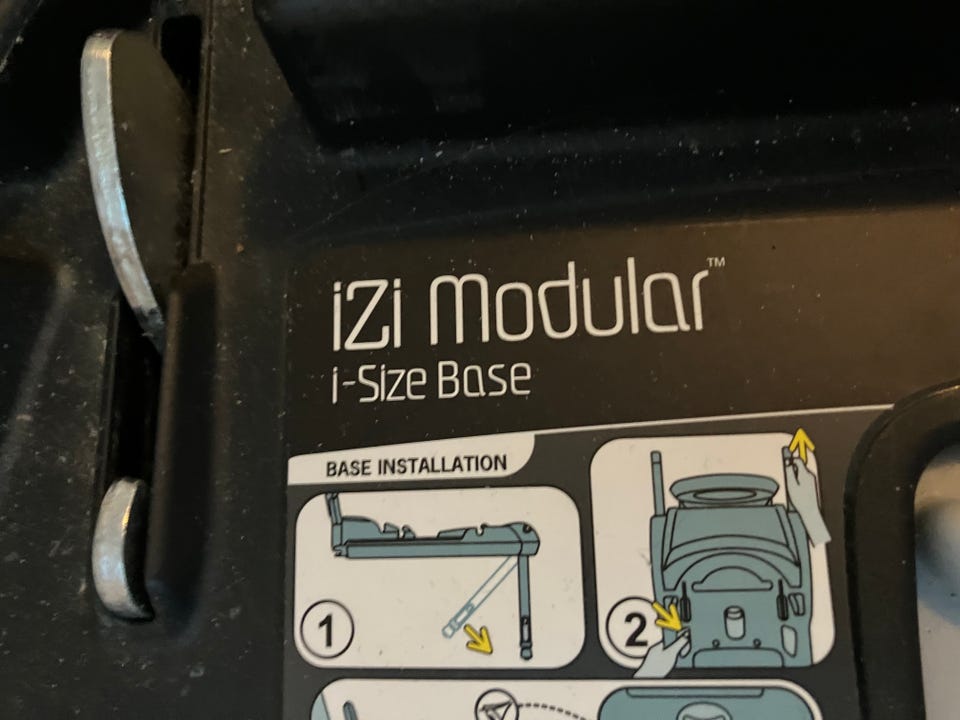 iZi Modular™
i-Size Base
BASE INSTALLATION
1
2